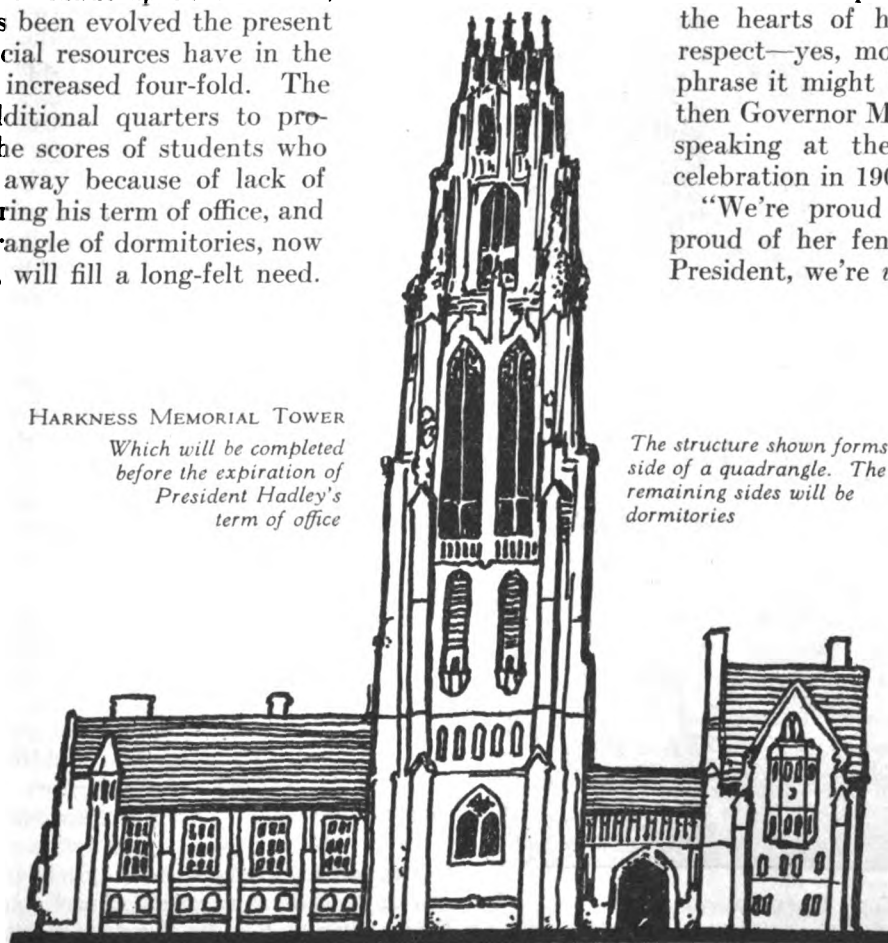 s been evolved the present
cial resources have in the
increased four-fold. The
ditional quarters to pro-
he scores of students who
away because of lack of
ring his term of office, and
rangle of dormitories, now
will fill a long-felt need.
HARKNESS MEMORIAL TOWER
Which will be completed
before the expiration of
President Hadley's
term of office
the hearts of h
respect—yes, mo
phrase it might
then Governor M
speaking at the
celebration in 190
"We're proud
proud of her fen
President, we're
The structure shown forms
side of a quadrangle. The
remaining sides will be
dormitories